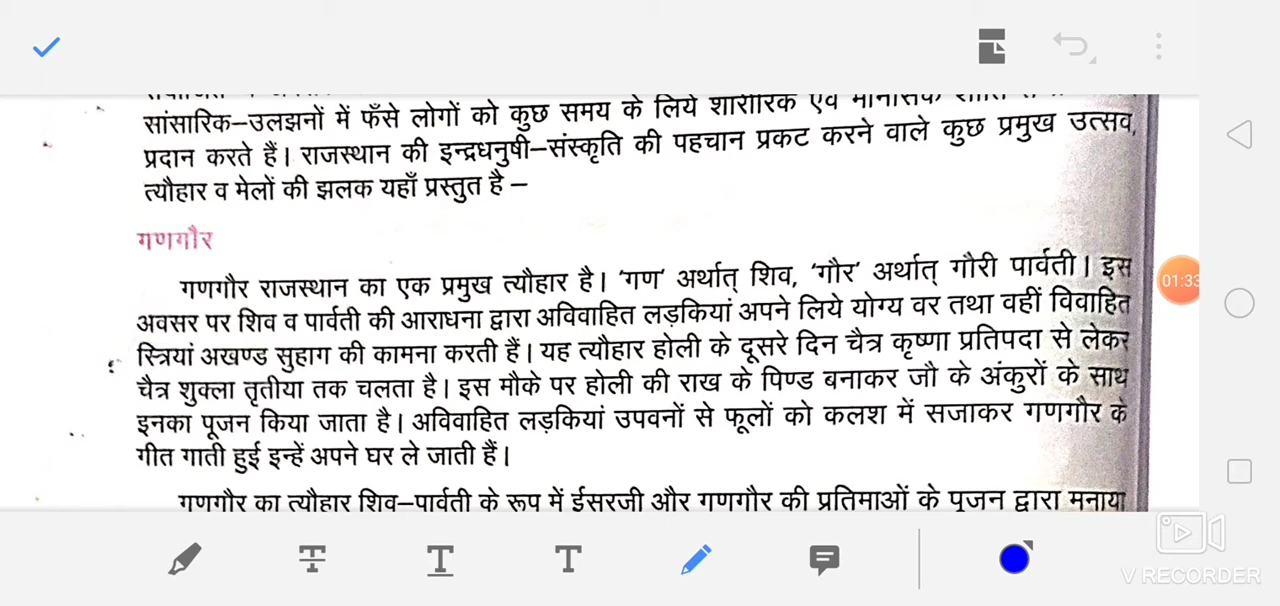 सांसारिक–उलझनों में फँसे लोगों को कुछ समय के लिये शारीरिक एवं मानसिक
प्रदान करते हैं। राजस्थान की इन्द्रधनुषी–संस्कृति की पहचान प्रकट करने वाले कुछ प्रमुख उत्सव,
त्यौहार व मेलों की झलक यहाँ प्रस्तुत है –
गणगौर
गणगौर राजस्थान का एक प्रमुख त्यौहार है। ‘गण’ अर्थात् शिव, ‘गौर’ अर्थात् गौरी पार्वती। इस
अवसर पर शिव व पार्वती की आराधना द्वारा अविवाहित लड़कियां अपने लिये योग्य वर तथा वहीं विवाहित
स्त्रियां अखण्ड सुहाग की कामना करती हैं। यह त्यौहार होली के दूसरे दिन चैत्र कृष्णा प्रतिपदा से लेकर
चैत्र शुक्ला तृतीया तक चलता है। इस मौके पर होली की राख के पिण्ड बनाकर जौ के अंकुरों के साथ
इनका पूजन किया जाता है। अविवाहित लड़कियां उपवनों से फूलों को कलश में सजाकर गणगौर के
गीत गाती हुई इन्हें अपने घर ले जाती हैं।
गणगौर का त्यौहार शिव–पार्वती के रूप में ईसरजी और गणगौर की प्रतिमाओं के पूजन द्वारा मनाया
01:33
T T T
V RECORDER